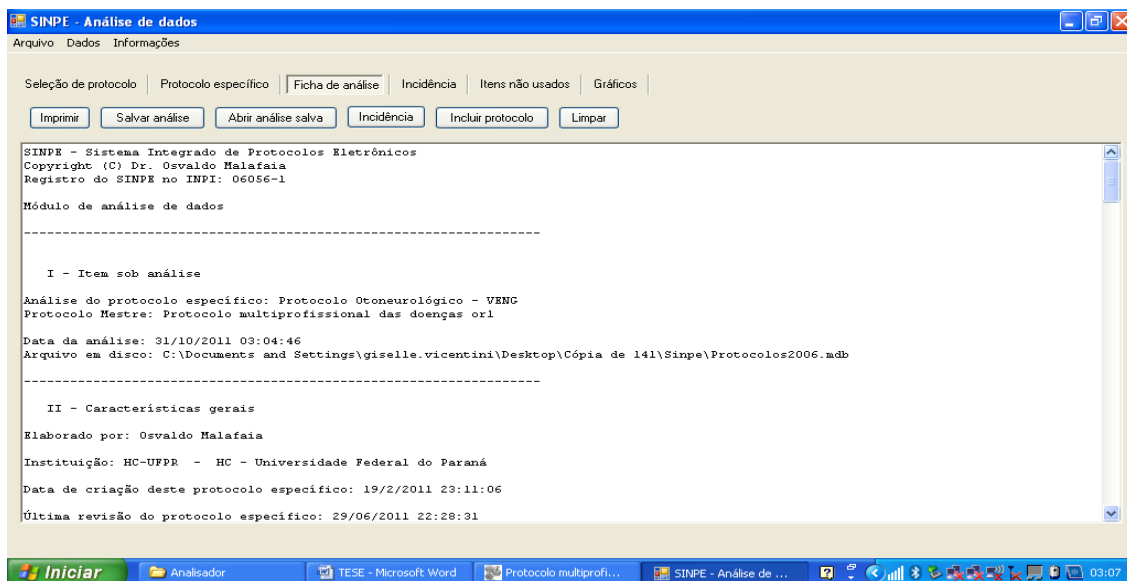 SINPE - Análise de dados
Arquivo Dados Informações
Seleção de protocolo Protocolo específico Ficha de análise Incidência Itens não usados Gráficos
Imprimir Salvar análise Abrir análise salva Incidência Incluir protocolo Limpar
SINPE - Sistema Integrado de Protocolos Eletrônicos
Copyright (C) Dr. Osvaldo Malafaia
Registro do SINPE no INPI: 06056-1
Módulo de análise de dados
-------------------------------------------------------------------
I - Item sob análise
Análise do protocolo específico: Protocolo Otoneurológico - VENG
Protocolo Mestre: Protocolo multiprofissional das doenças orl
Data da análise: 31/10/2011 03:04:46
Arquivo em disco: C:\Documents and Settings\giselle.vicentini\Desktop\Cópia de 141\Sinpe\Protocolos2006.mdb
-------------------------------------------------------------------
II - Características gerais
Elaborado por: Osvaldo Malafaia
Instituição: HC-UFPR - HC - Universidade Federal do Paraná
Data de criação deste protocolo específico: 19/2/2011 23:11:06
Última revisão do protocolo específico: 29/06/2011 22:28:31
Iniciar Analisador TESE - Microsoft Word Protocolo multiprofi... SINPE - Análise de ... 03:07